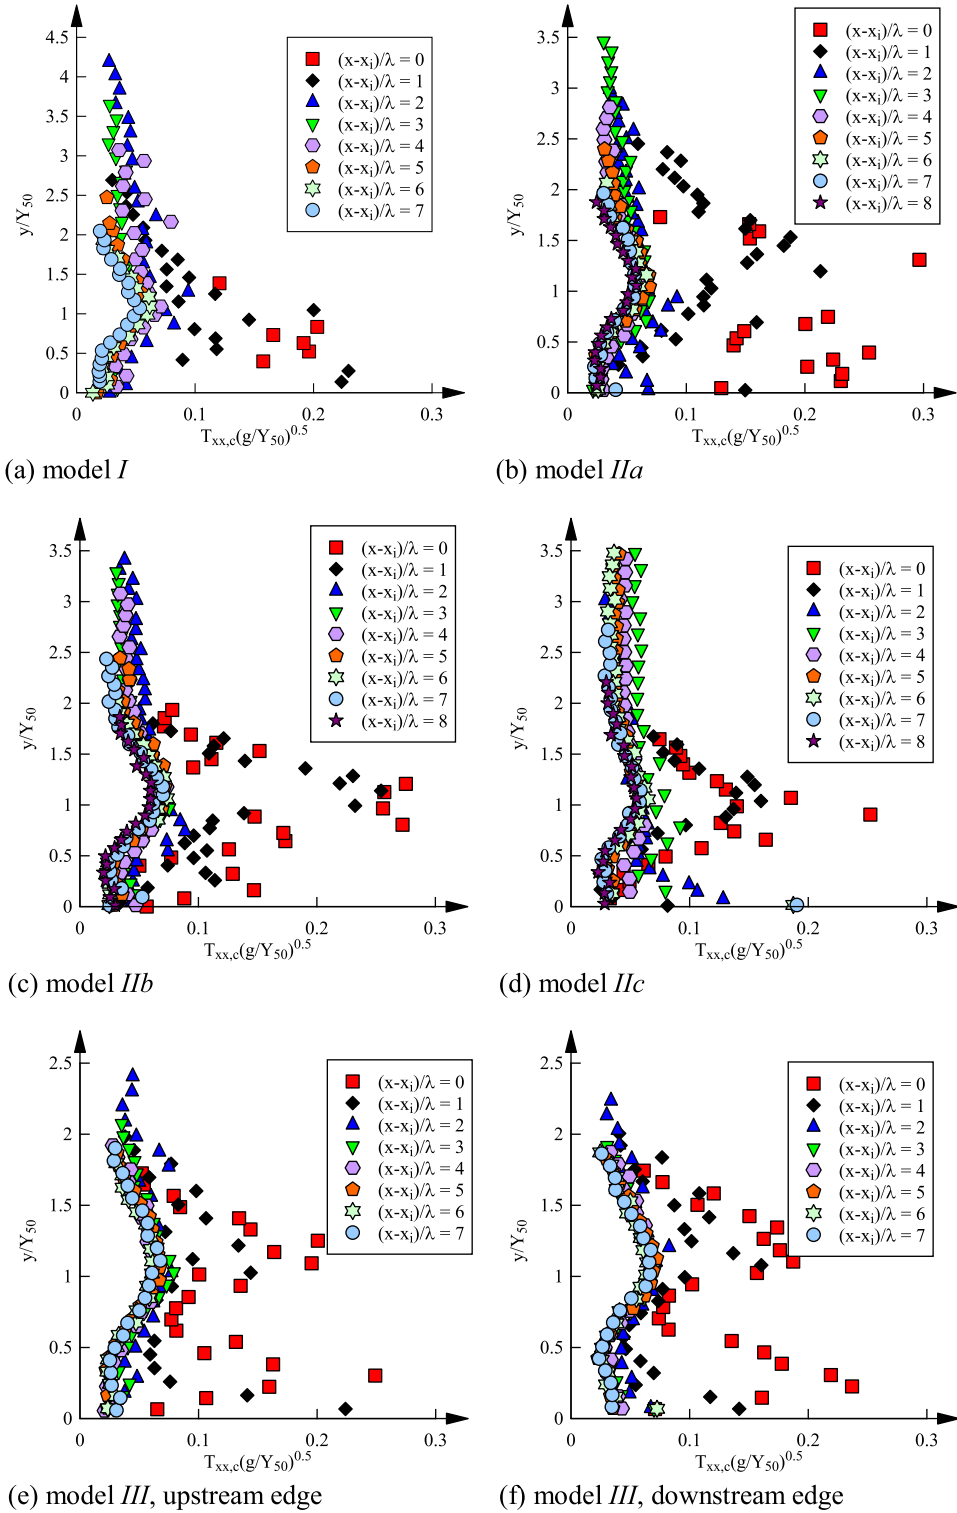 4.5
4
3.5
3
2.5
2
1.5
1
0.5
0
y/Y50
0 0.1 0.2 0.3
Txx,c(g/Y50)^0.5
(x-xi)/λ = 0
(x-xi)/λ = 1
(x-xi)/λ = 2
(x-xi)/λ = 3
(x-xi)/λ = 4
(x-xi)/λ = 5
(x-xi)/λ = 6
(x-xi)/λ = 7
(a) model I
3.5
3
2.5
2
1.5
1
0.5
0
y/Y50
0 0.1 0.2 0.3
Txx,c(g/Y50)^0.5
(x-xi)/λ = 0
(x-xi)/λ = 1
(x-xi)/λ = 2
(x-xi)/λ = 3
(x-xi)/λ = 4
(x-xi)/λ = 5
(x-xi)/λ = 6
(x-xi)/λ = 7
(x-xi)/λ = 8
(b) model IIa
3.5
3
2.5
2
1.5
1
0.5
0
y/Y50
0 0.1 0.2 0.3
Txx,c(g/Y50)^0.5
(x-xi)/λ = 0
(x-xi)/λ = 1
(x-xi)/λ = 2
(x-xi)/λ = 3
(x-xi)/λ = 4
(x-xi)/λ = 5
(x-xi)/λ = 6
(x-xi)/λ = 7
(x-xi)/λ = 8
(c) model IIb
3.5
3
2.5
2
1.5
1
0.5
0
y/Y50
0 0.1 0.2 0.3
Txx,c(g/Y50)^0.5
(x-xi)/λ = 0
(x-xi)/λ = 1
(x-xi)/λ = 2
(x-xi)/λ = 3
(x-xi)/λ = 4
(x-xi)/λ = 5
(x-xi)/λ = 6
(x-xi)/λ = 7
(x-xi)/λ = 8
(d) model IIc
2.5
2
1.5
1
0.5
0
y/Y50
0 0.1 0.2 0.3
Txx,c(g/Y50)^0.5
(x-xi)/λ = 0
(x-xi)/λ = 1
(x-xi)/λ = 2
(x-xi)/λ = 3
(x-xi)/λ = 4
(x-xi)/λ = 5
(x-xi)/λ = 6
(x-xi)/λ = 7
(e) model III, upstream edge
2.5
2
1.5
1
0.5
0
y/Y50
0 0.1 0.2 0.3
Txx,c(g/Y50)^0.5
(x-xi)/λ = 0
(x-xi)/λ = 1
(x-xi)/λ = 2
(x-xi)/λ = 3
(x-xi)/λ = 4
(x-xi)/λ = 5
(x-xi)/λ = 6
(x-xi)/λ = 7
(f) model III, downstream edge